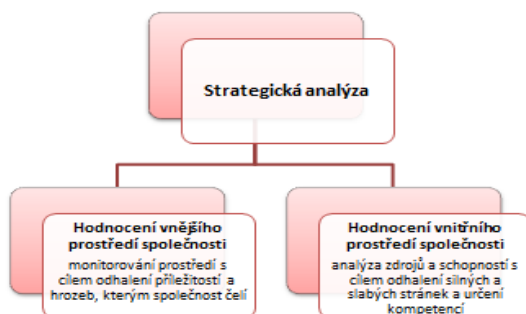 Strategická analýza
Hodnocení vnějšího
prostředí společnosti
monitorování prostředí s
cílem odhalení příležitostí a
hrozeb, kterým společnost čelí
Hodnocení vnitřního
prostředí společnosti
analýza zdrojů a schopností s
cílem odhalení silných a
slabých stránek a určení
kompetencí